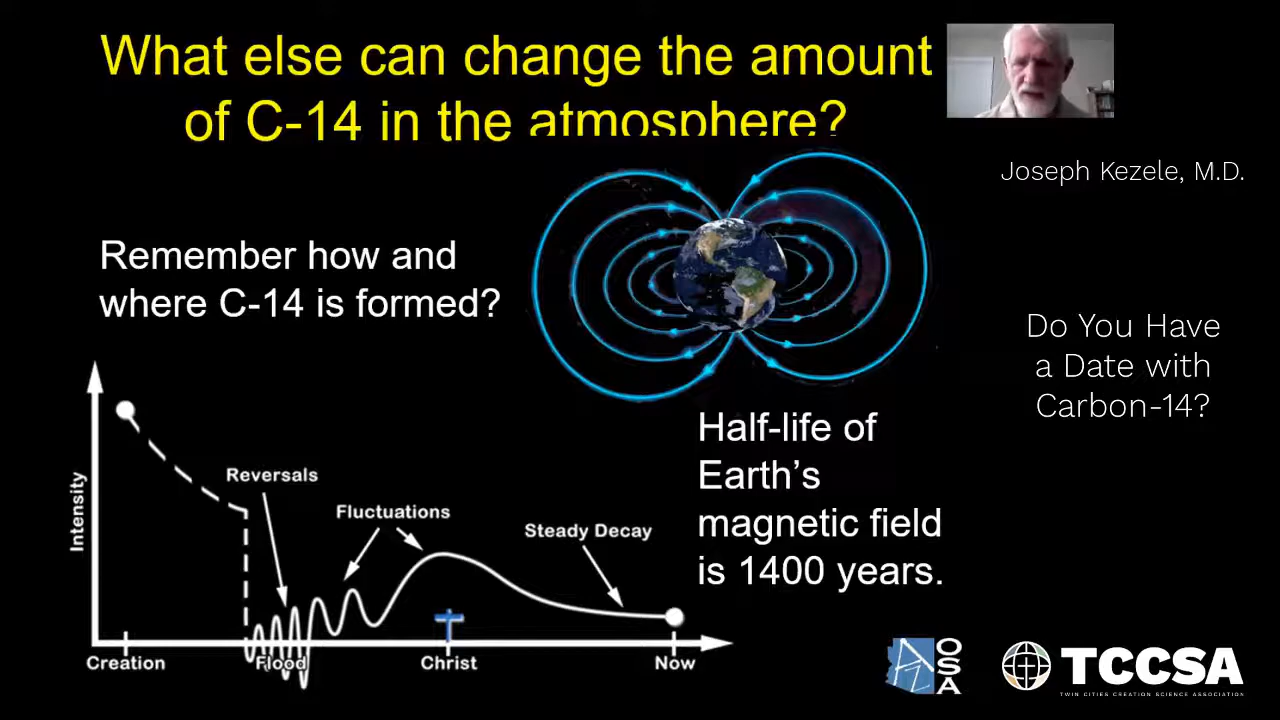 What else can change the amount
of C-14 in the atmosphere?
Joseph Kezele, M.D.
Remember how and
where C-14 is formed?
Do You Have
a Date with
Carbon-14?
Half-life of
Earth's
magnetic field
is 1400 years.
Intensity
Reversals
Fluctuations
Steady Decay
Creation
Flood
Christ
Now
AZ
OSA
TCCSA
TWIN CITIES CREATION SCIENCE ASSOCIATION